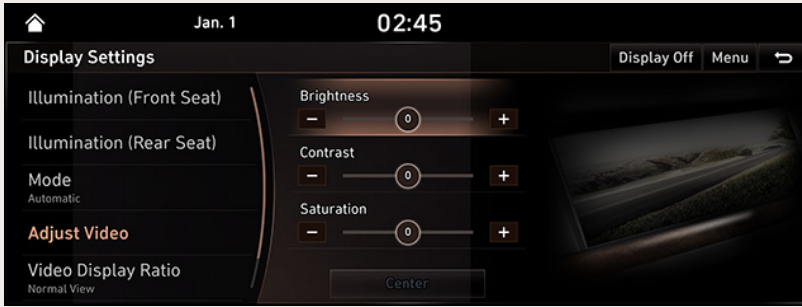 Jan. 1
02:45
Display Settings
Display Off
Menu
Illumination (Front Seat)
Illumination (Rear Seat)
Mode
Automatic
Adjust Video
Video Display Ratio
Normal View
Brightness
0
Contrast
0
Saturation
0
Center